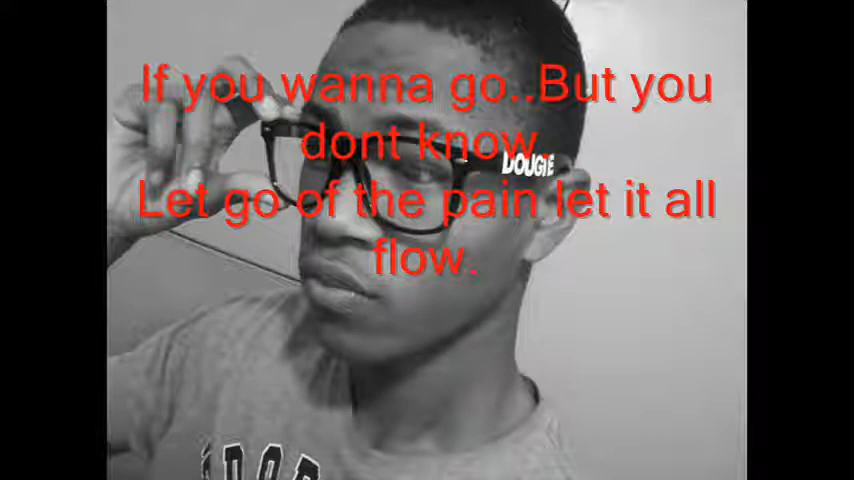 If you wanna go..But you
dont know
DOUGIE
Let go of the pain let it all
flow.